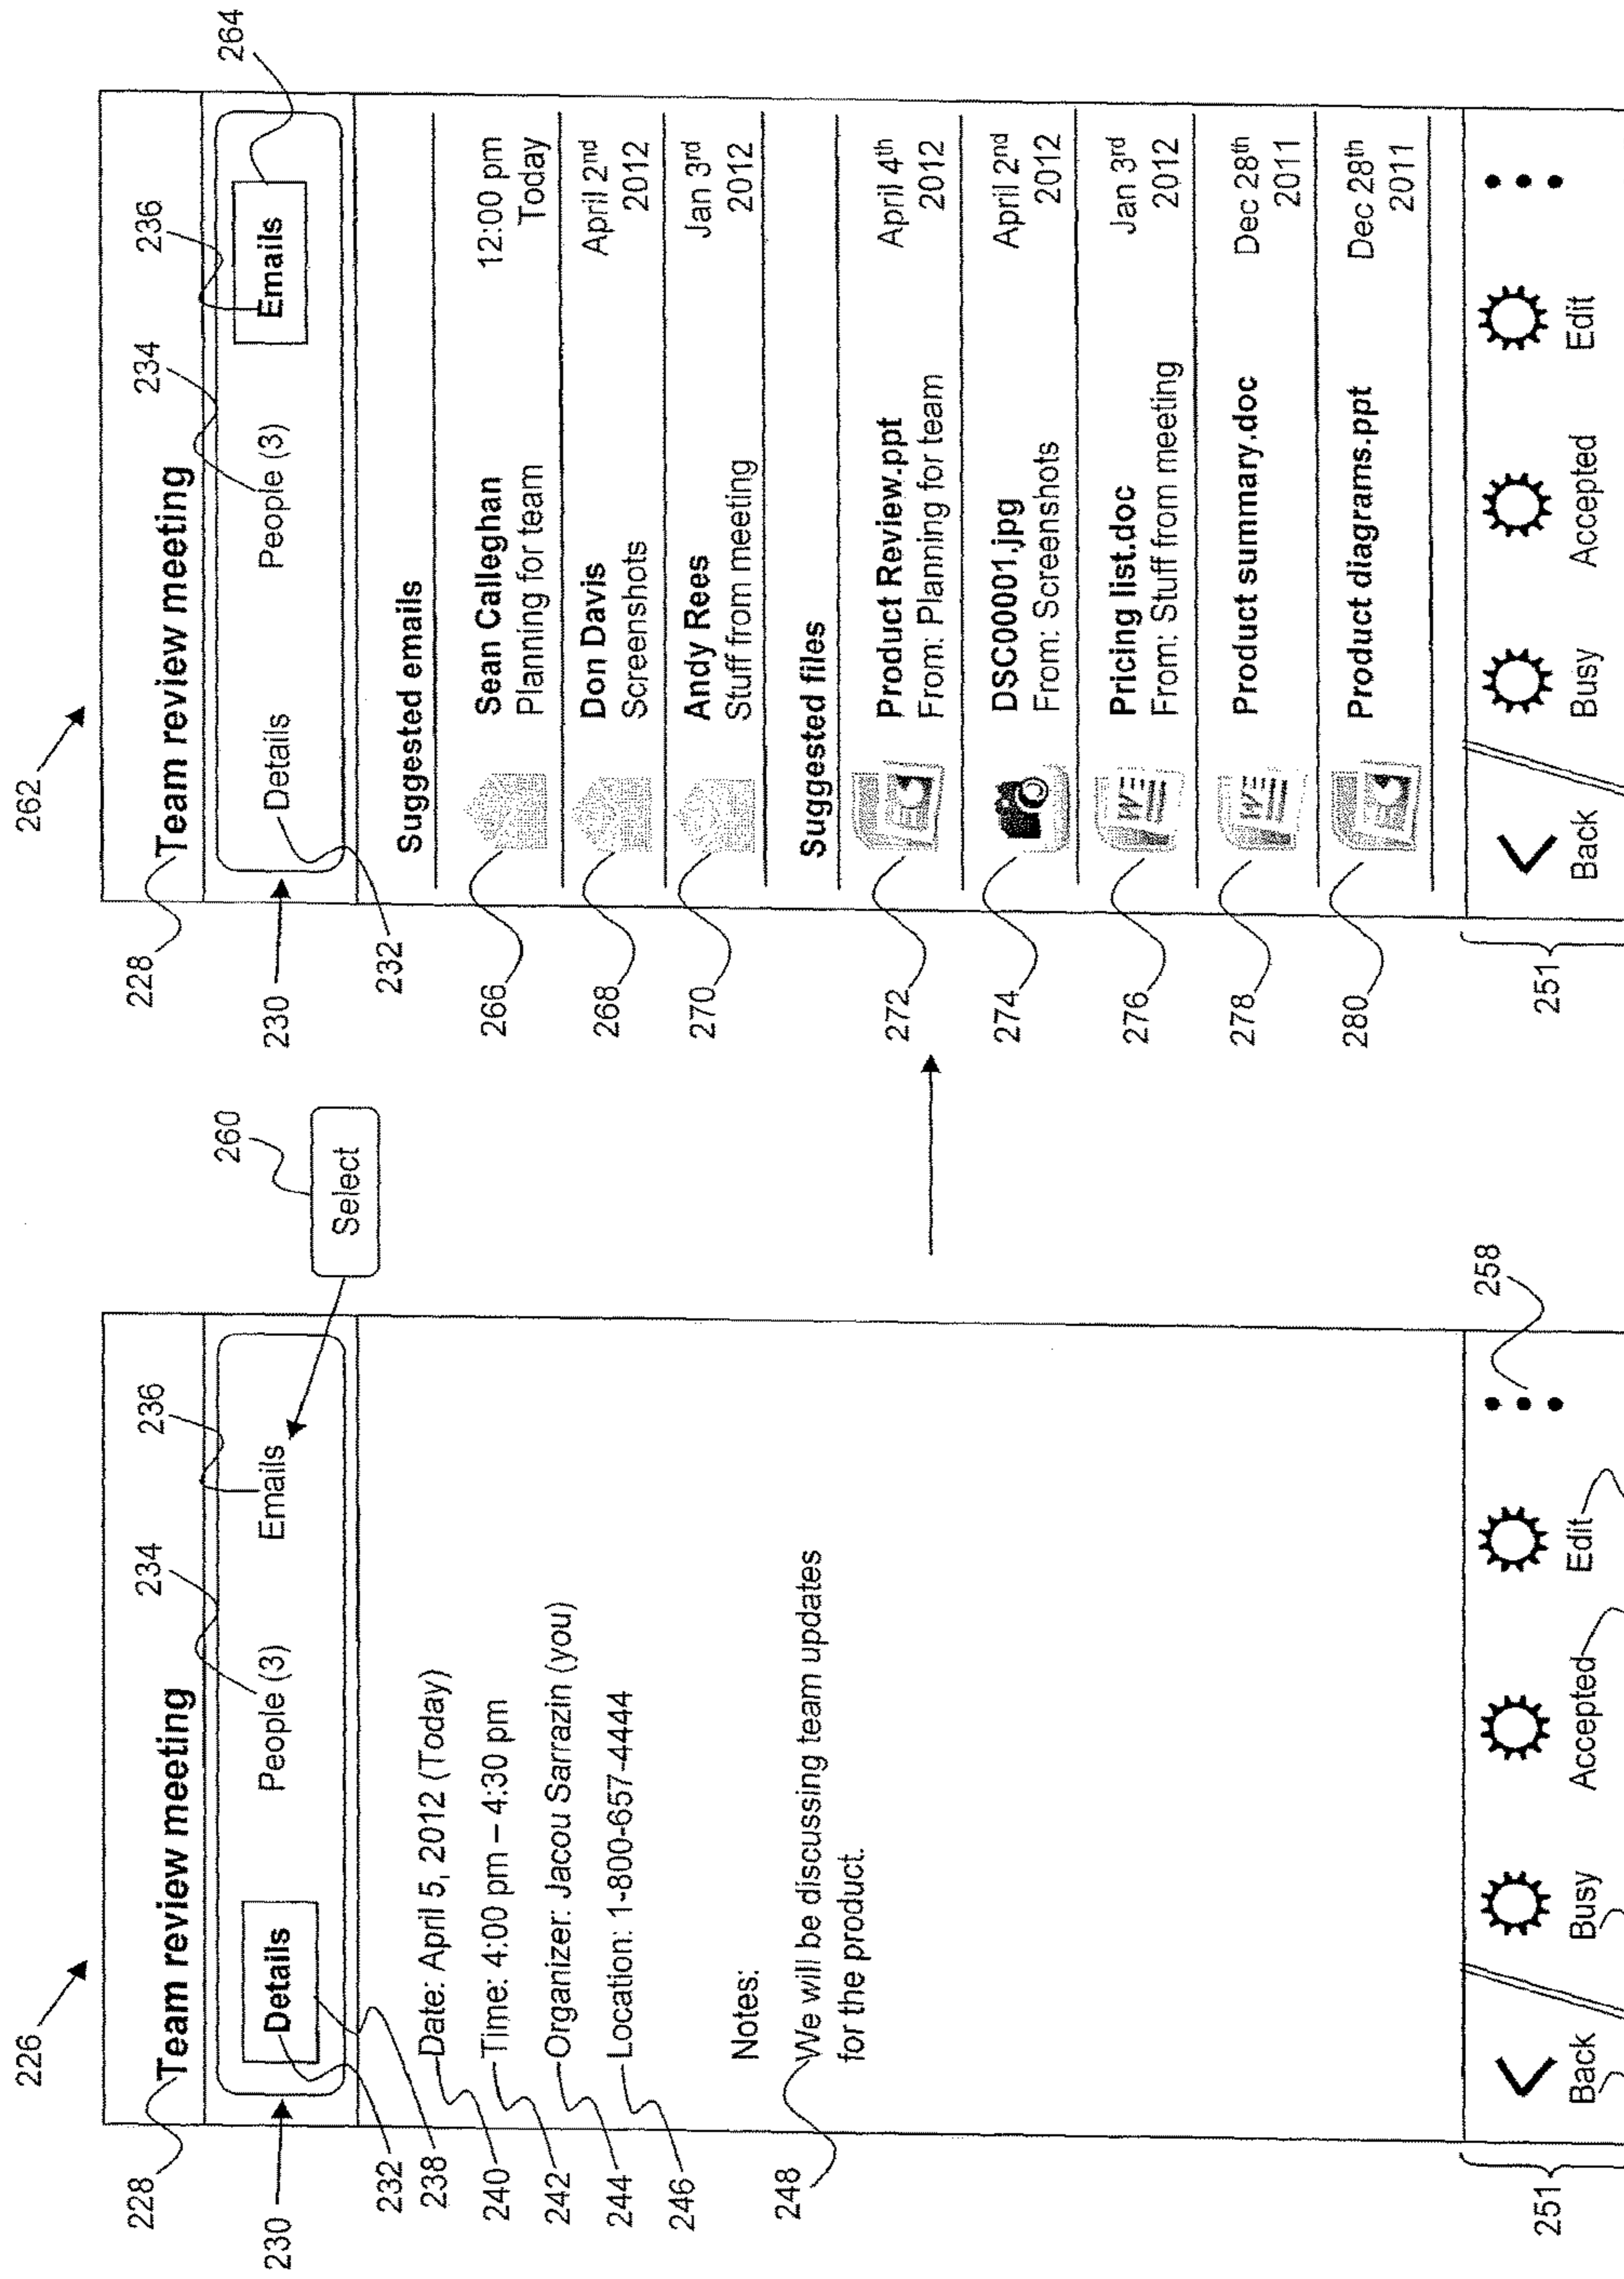 226
228
Team review meeting
230
232
Details
234
People (3)
236
Emails
260
Select
238
240
Date: April 5, 2012 (Today)
242
Time: 4:00 pm – 4:30 pm
244
Organizer: Jacou Sarrazin (you)
246
Location: 1-800-657-4444
Notes:
248
We will be discussing team updates
for the product.
258
251
Back
Busy
Accepted
Edit
262
228
Team review meeting
230
232
Details
234
People (3)
236
Emails
264
Suggested emails
266
Sean Calleghan
12:00 pm
Planning for team
Today
268
Don Davis
April 2nd
Screenshots
2012
270
Andy Rees
Jan 3rd
Stuff from meeting
2012
Suggested files
272
Product Review.ppt
April 4th
From: Planning for team
2012
274
DSC00001.jpg
April 2nd
From: Screenshots
2012
276
W
Pricing list.doc
Jan 3rd
From: Stuff from meeting
2012
278
W
Product summary.doc
Dec 28th
2011
280
Product diagrams.ppt
Dec 28th
2011
251
Back
Busy
Accepted
Edit